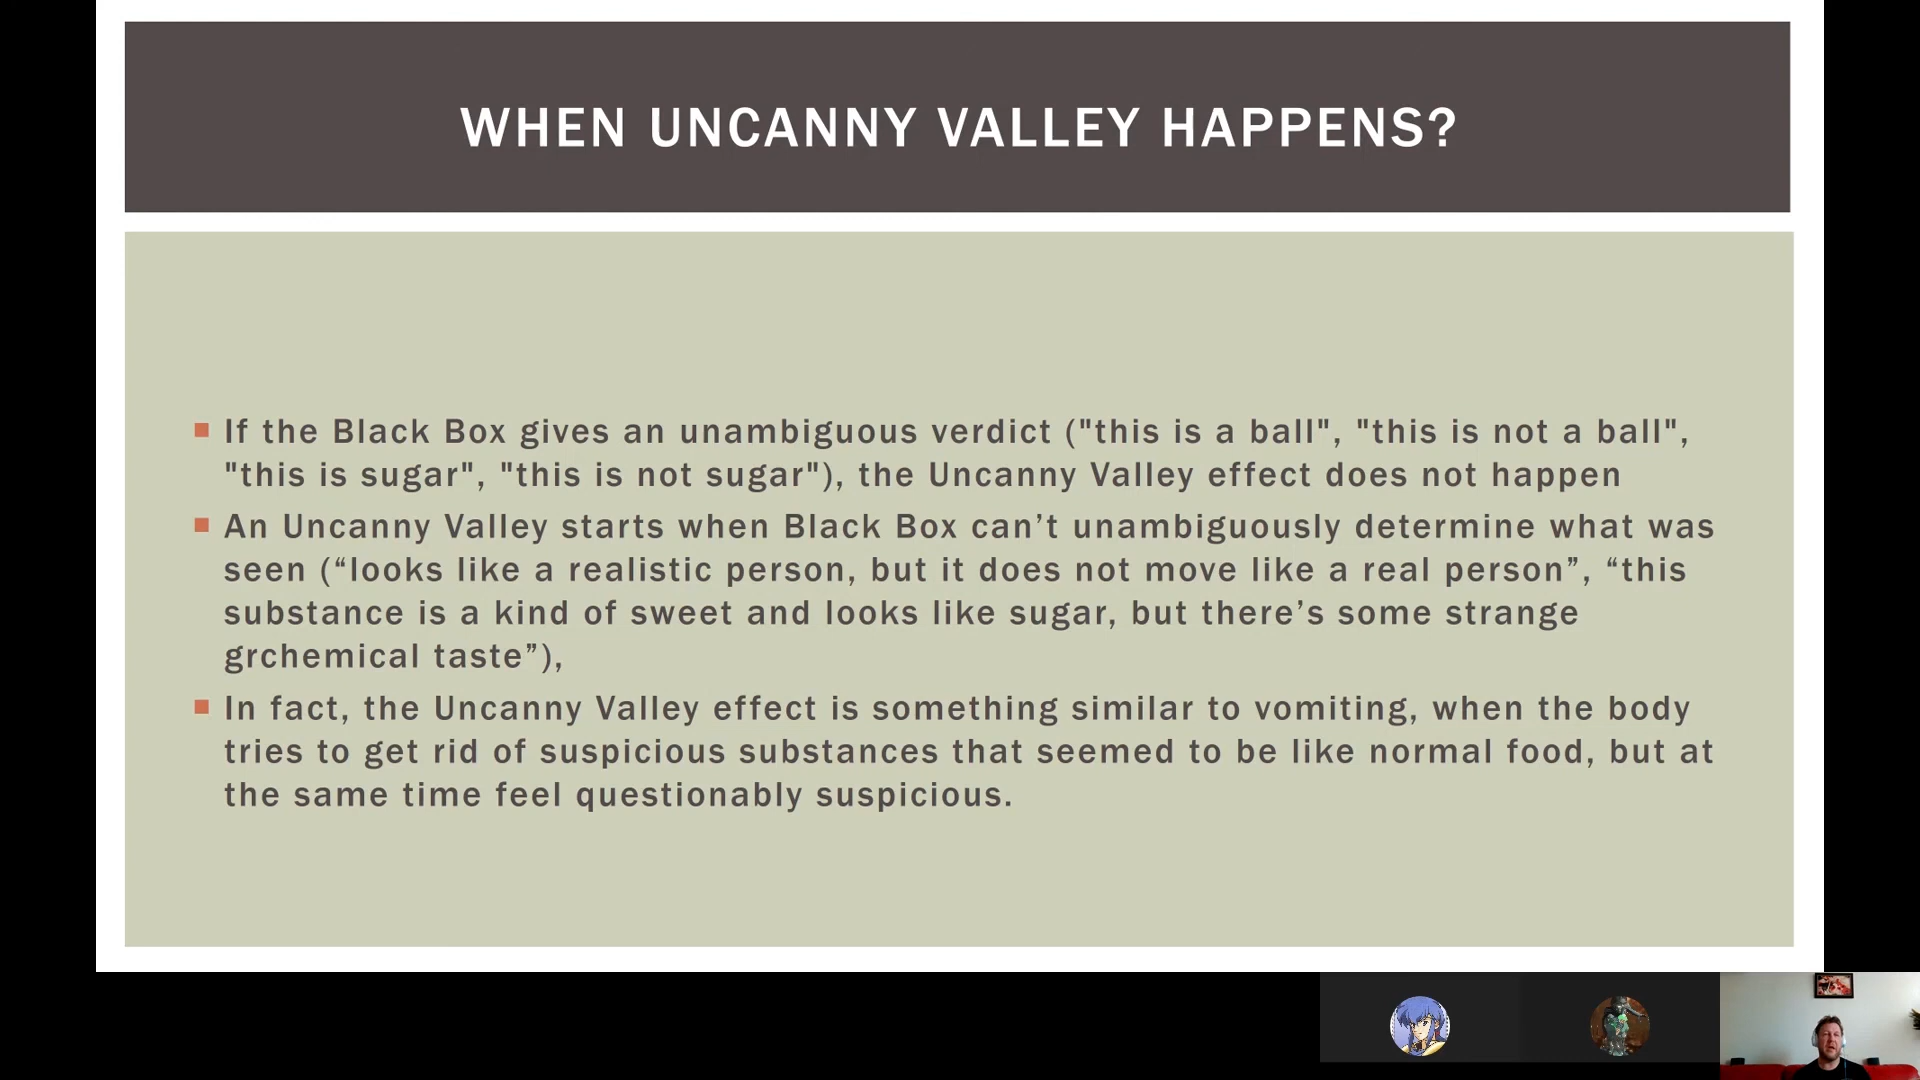 WHEN UNCANNY VALLEY HAPPENS?
If the Black Box gives an unambiguous verdict ("this is a ball", "this is not a ball",
"this is sugar", "this is not sugar"), the Uncanny Valley effect does not happen
An Uncanny Valley starts when Black Box can’t unambiguously determine what was
seen (“looks like a realistic person, but it does not move like a real person”, “this
substance is a kind of sweet and looks like sugar, but there’s some strange
grchemical taste”),
In fact, the Uncanny Valley effect is something similar to vomiting, when the body
tries to get rid of suspicious substances that seemed to be like normal food, but at
the same time feel questionably suspicious.